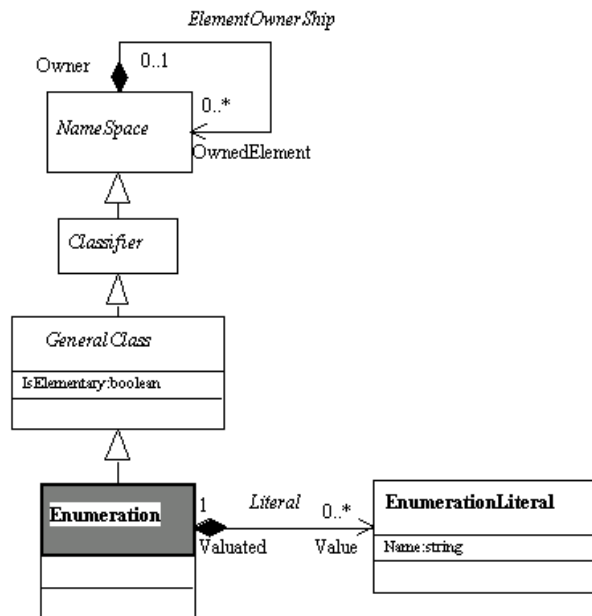 ElementOwnerShip
Owner
0..1
0..*
NameSpace
OwnedElement
Classifier
GeneralClass
IsElementary:boolean
Enumeration
1
Literal
0..*
EnumerationLiteral
Valuated
Value
Name:string